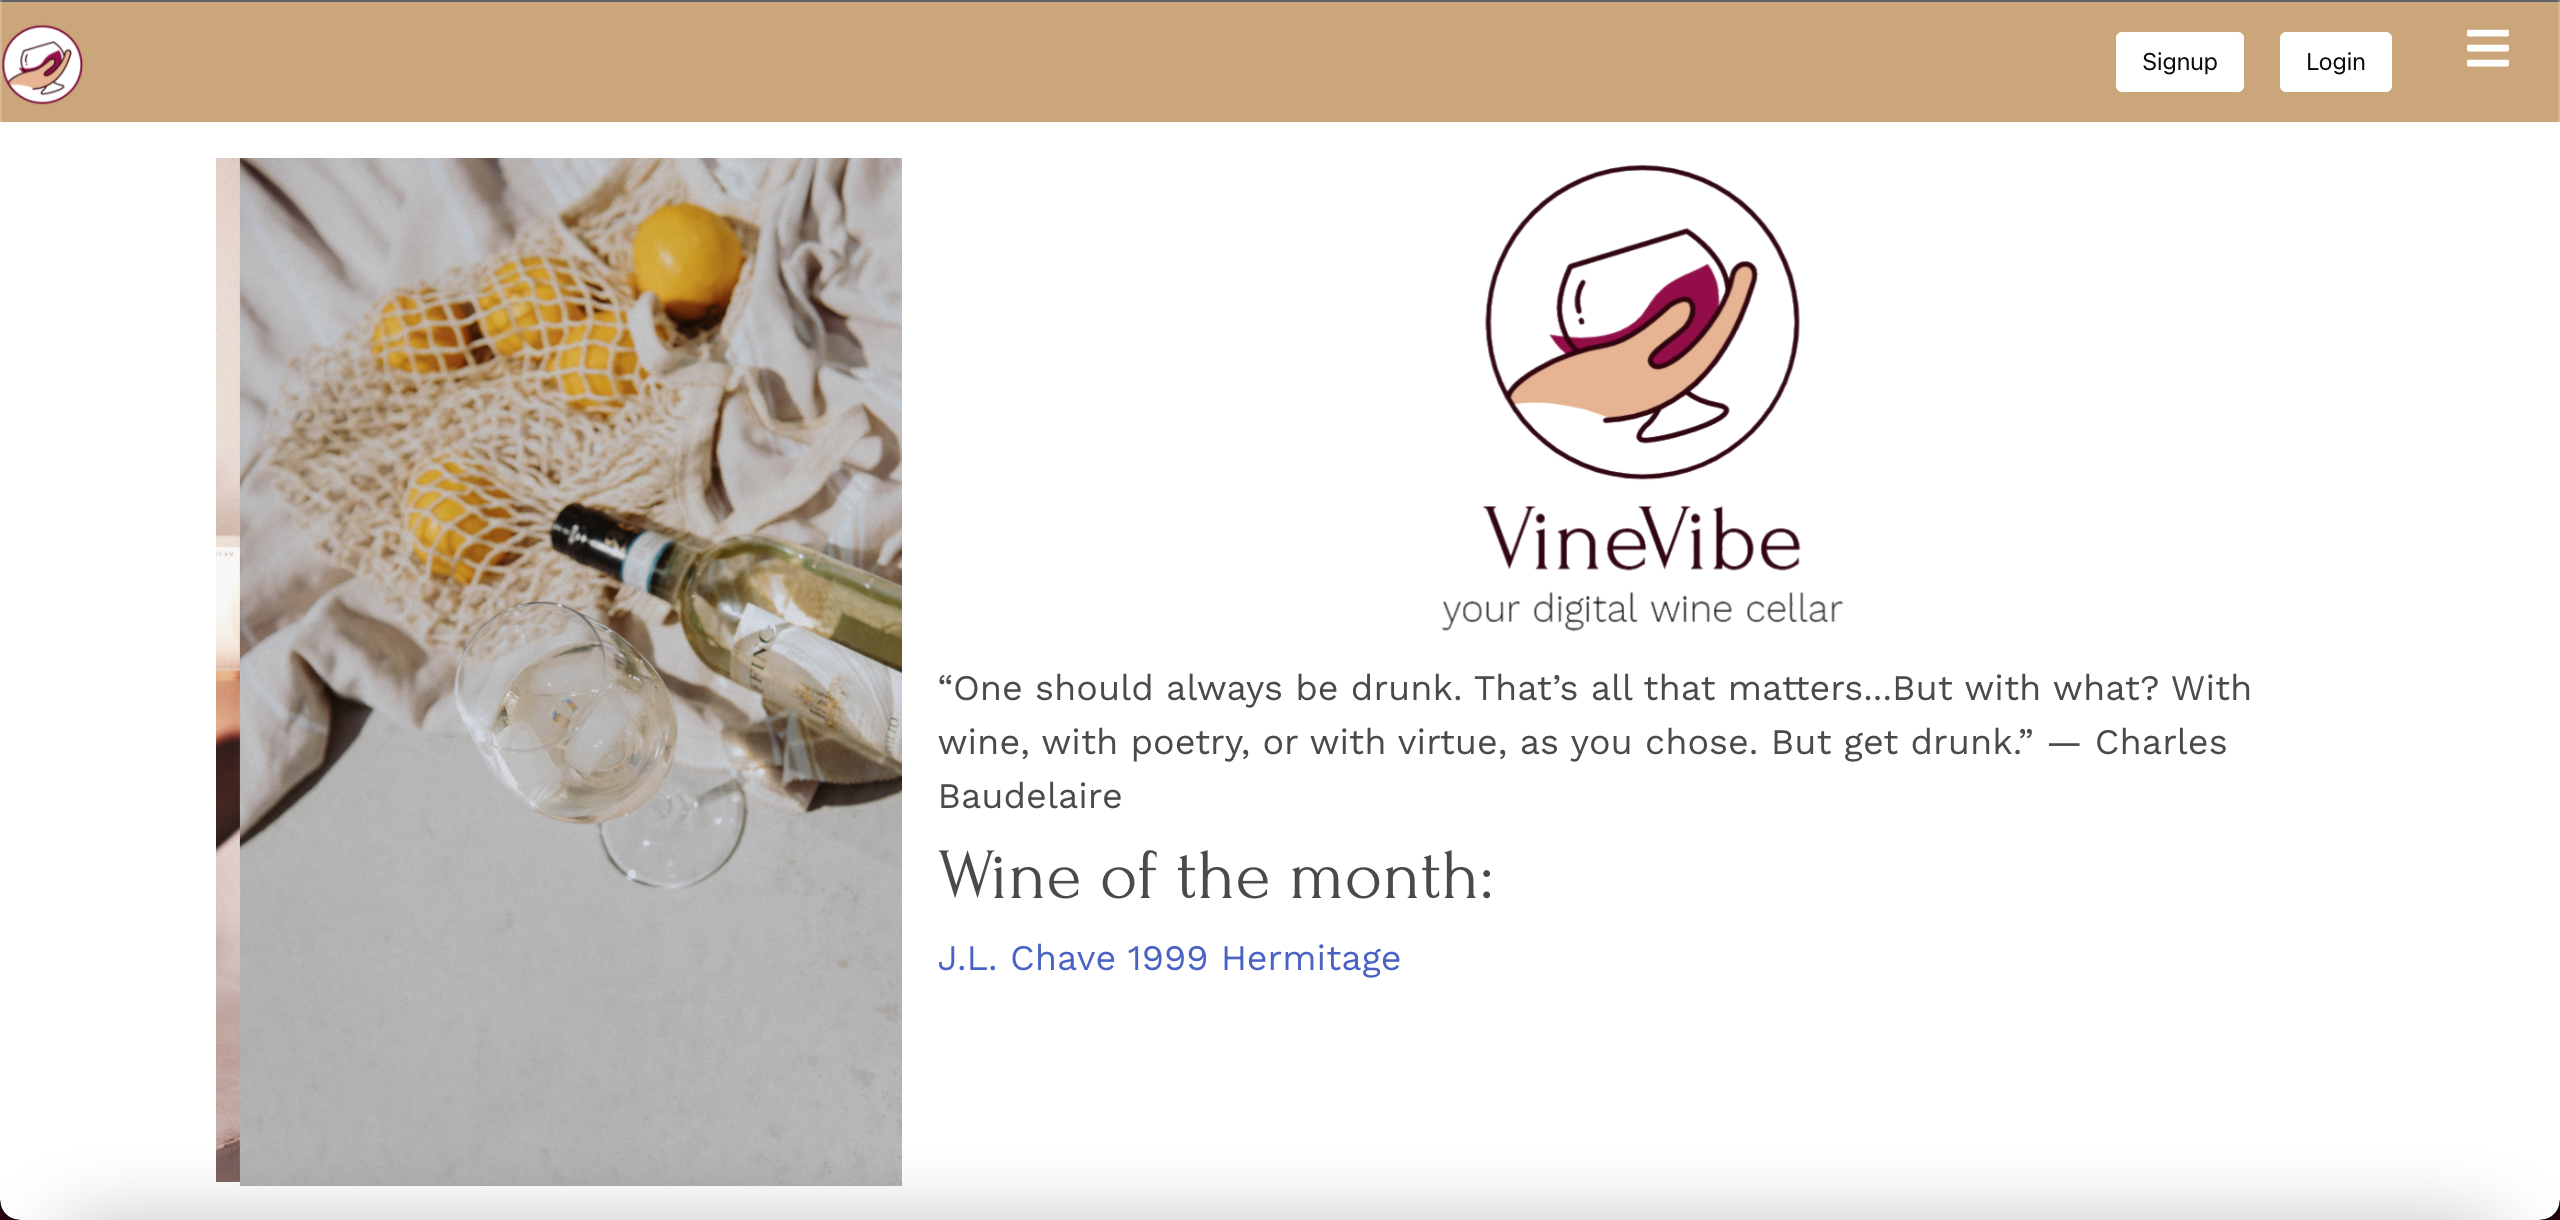 Signup
Login
VineVibe
your digital wine cellar
“One should always be drunk. That’s all that matters...But with what? With
wine, with poetry, or with virtue, as you chose. But get drunk.” — Charles
Baudelaire
Wine of the month:
J.L. Chave 1999 Hermitage